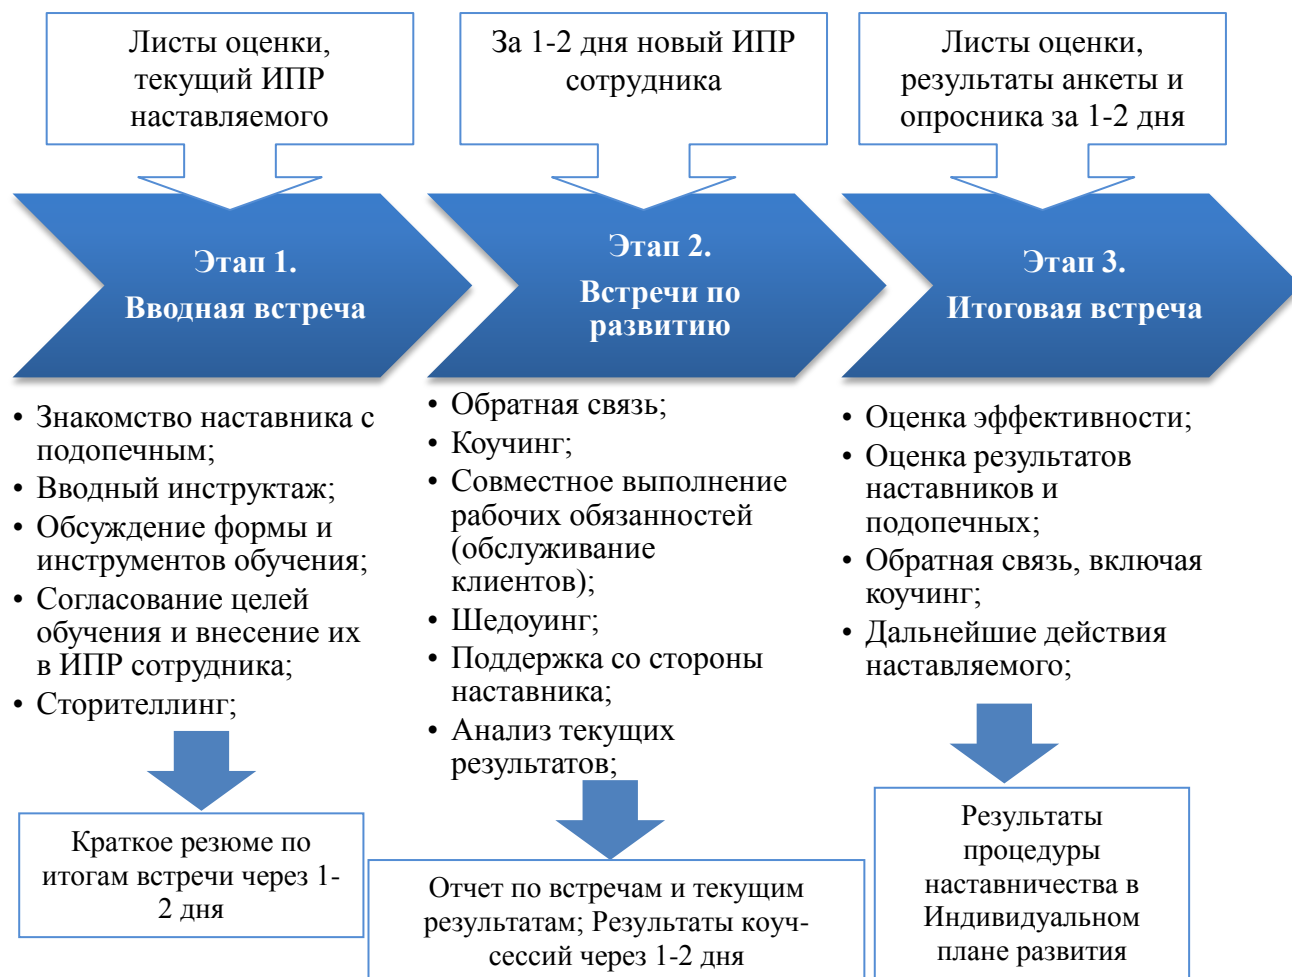 Листы оценки,
текущий ИПР
наставляемого
За 1-2 дня новый ИПР
сотрудника
Листы оценки,
результаты анкеты и
опросника за 1-2 дня
Этап 1.
Вводная встреча
Этап 2.
Встречи по
развитию
Этап 3.
Итоговая встреча
• Знакомство наставника с
подопечным;
• Вводный инструктаж;
• Обсуждение формы и
инструментов обучения;
• Согласование целей
обучения и внесение их
в ИПР сотрудника;
• Сторителлинг;
• Обратная связь;
• Коучинг;
• Совместное выполнение
рабочих обязанностей
(обслуживание
клиентов);
• Шедоуинг;
• Поддержка со стороны
наставника;
• Анализ текущих
результатов;
• Оценка эффективности;
• Оценка результатов
наставников и
подопечных;
• Обратная связь, включая
коучинг;
• Дальнейшие действия
наставляемого;
Краткое резюме по
итогам встречи через 1-
2 дня
Отчет по встречам и текущим
результатам; Результаты коуч-
сессий через 1-2 дня
Результаты
процедуры
наставничества в
Индивидуальном
плане развития